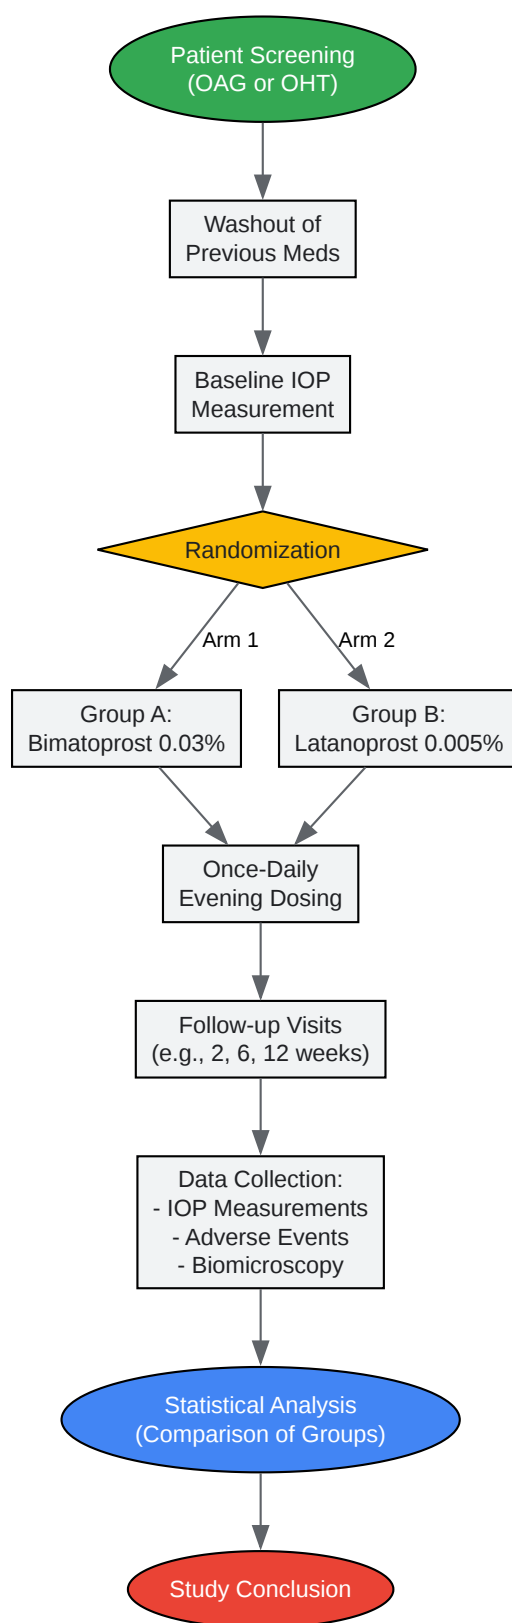 Patient Screening
(OAG or OHT)
Washout of
Previous Meds
Baseline IOP
Measurement
Randomization
Arm 1
Arm 2
Group A:
Bimatoprost 0.03%
Group B:
Latanoprost 0.005%
Once-Daily
Evening Dosing
Follow-up Visits
(e.g., 2, 6, 12 weeks)
Data Collection:
- IOP Measurements
- Adverse Events
- Biomicroscopy
Statistical Analysis
(Comparison of Groups)
Study Conclusion